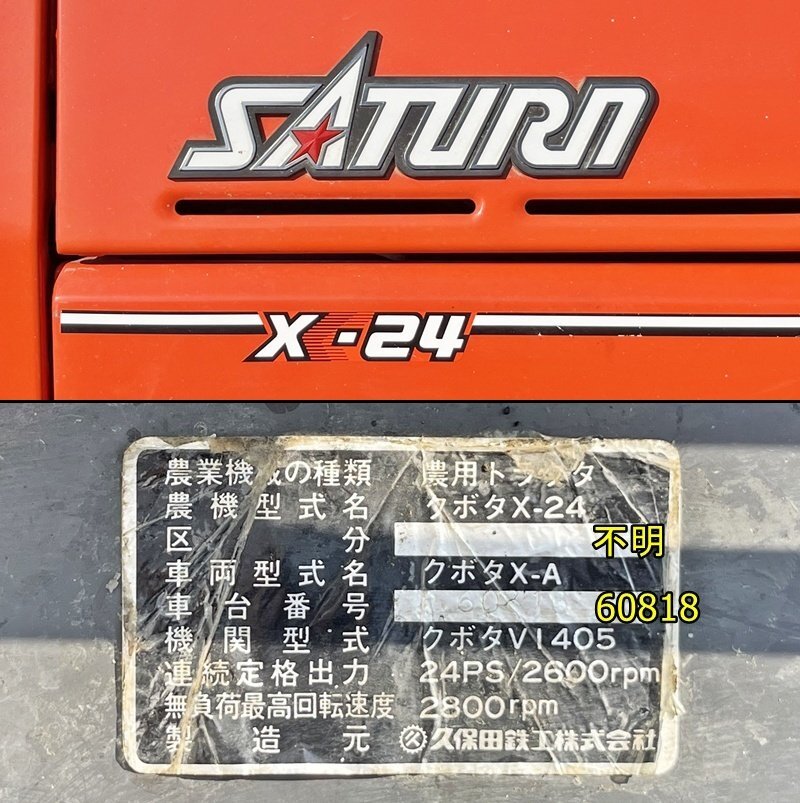 SATURN
X-24
農業機械の種類 農用トラクタ
農機型式名 クボタX-24
区分 不明
車両型式名 クボタX-A
車台番号 60818
機関型式 クボタV1405
連続定格出力 24PS/2600rpm
無負荷最高回転速度 2800rpm
製造元 久保田鉄工株式会社